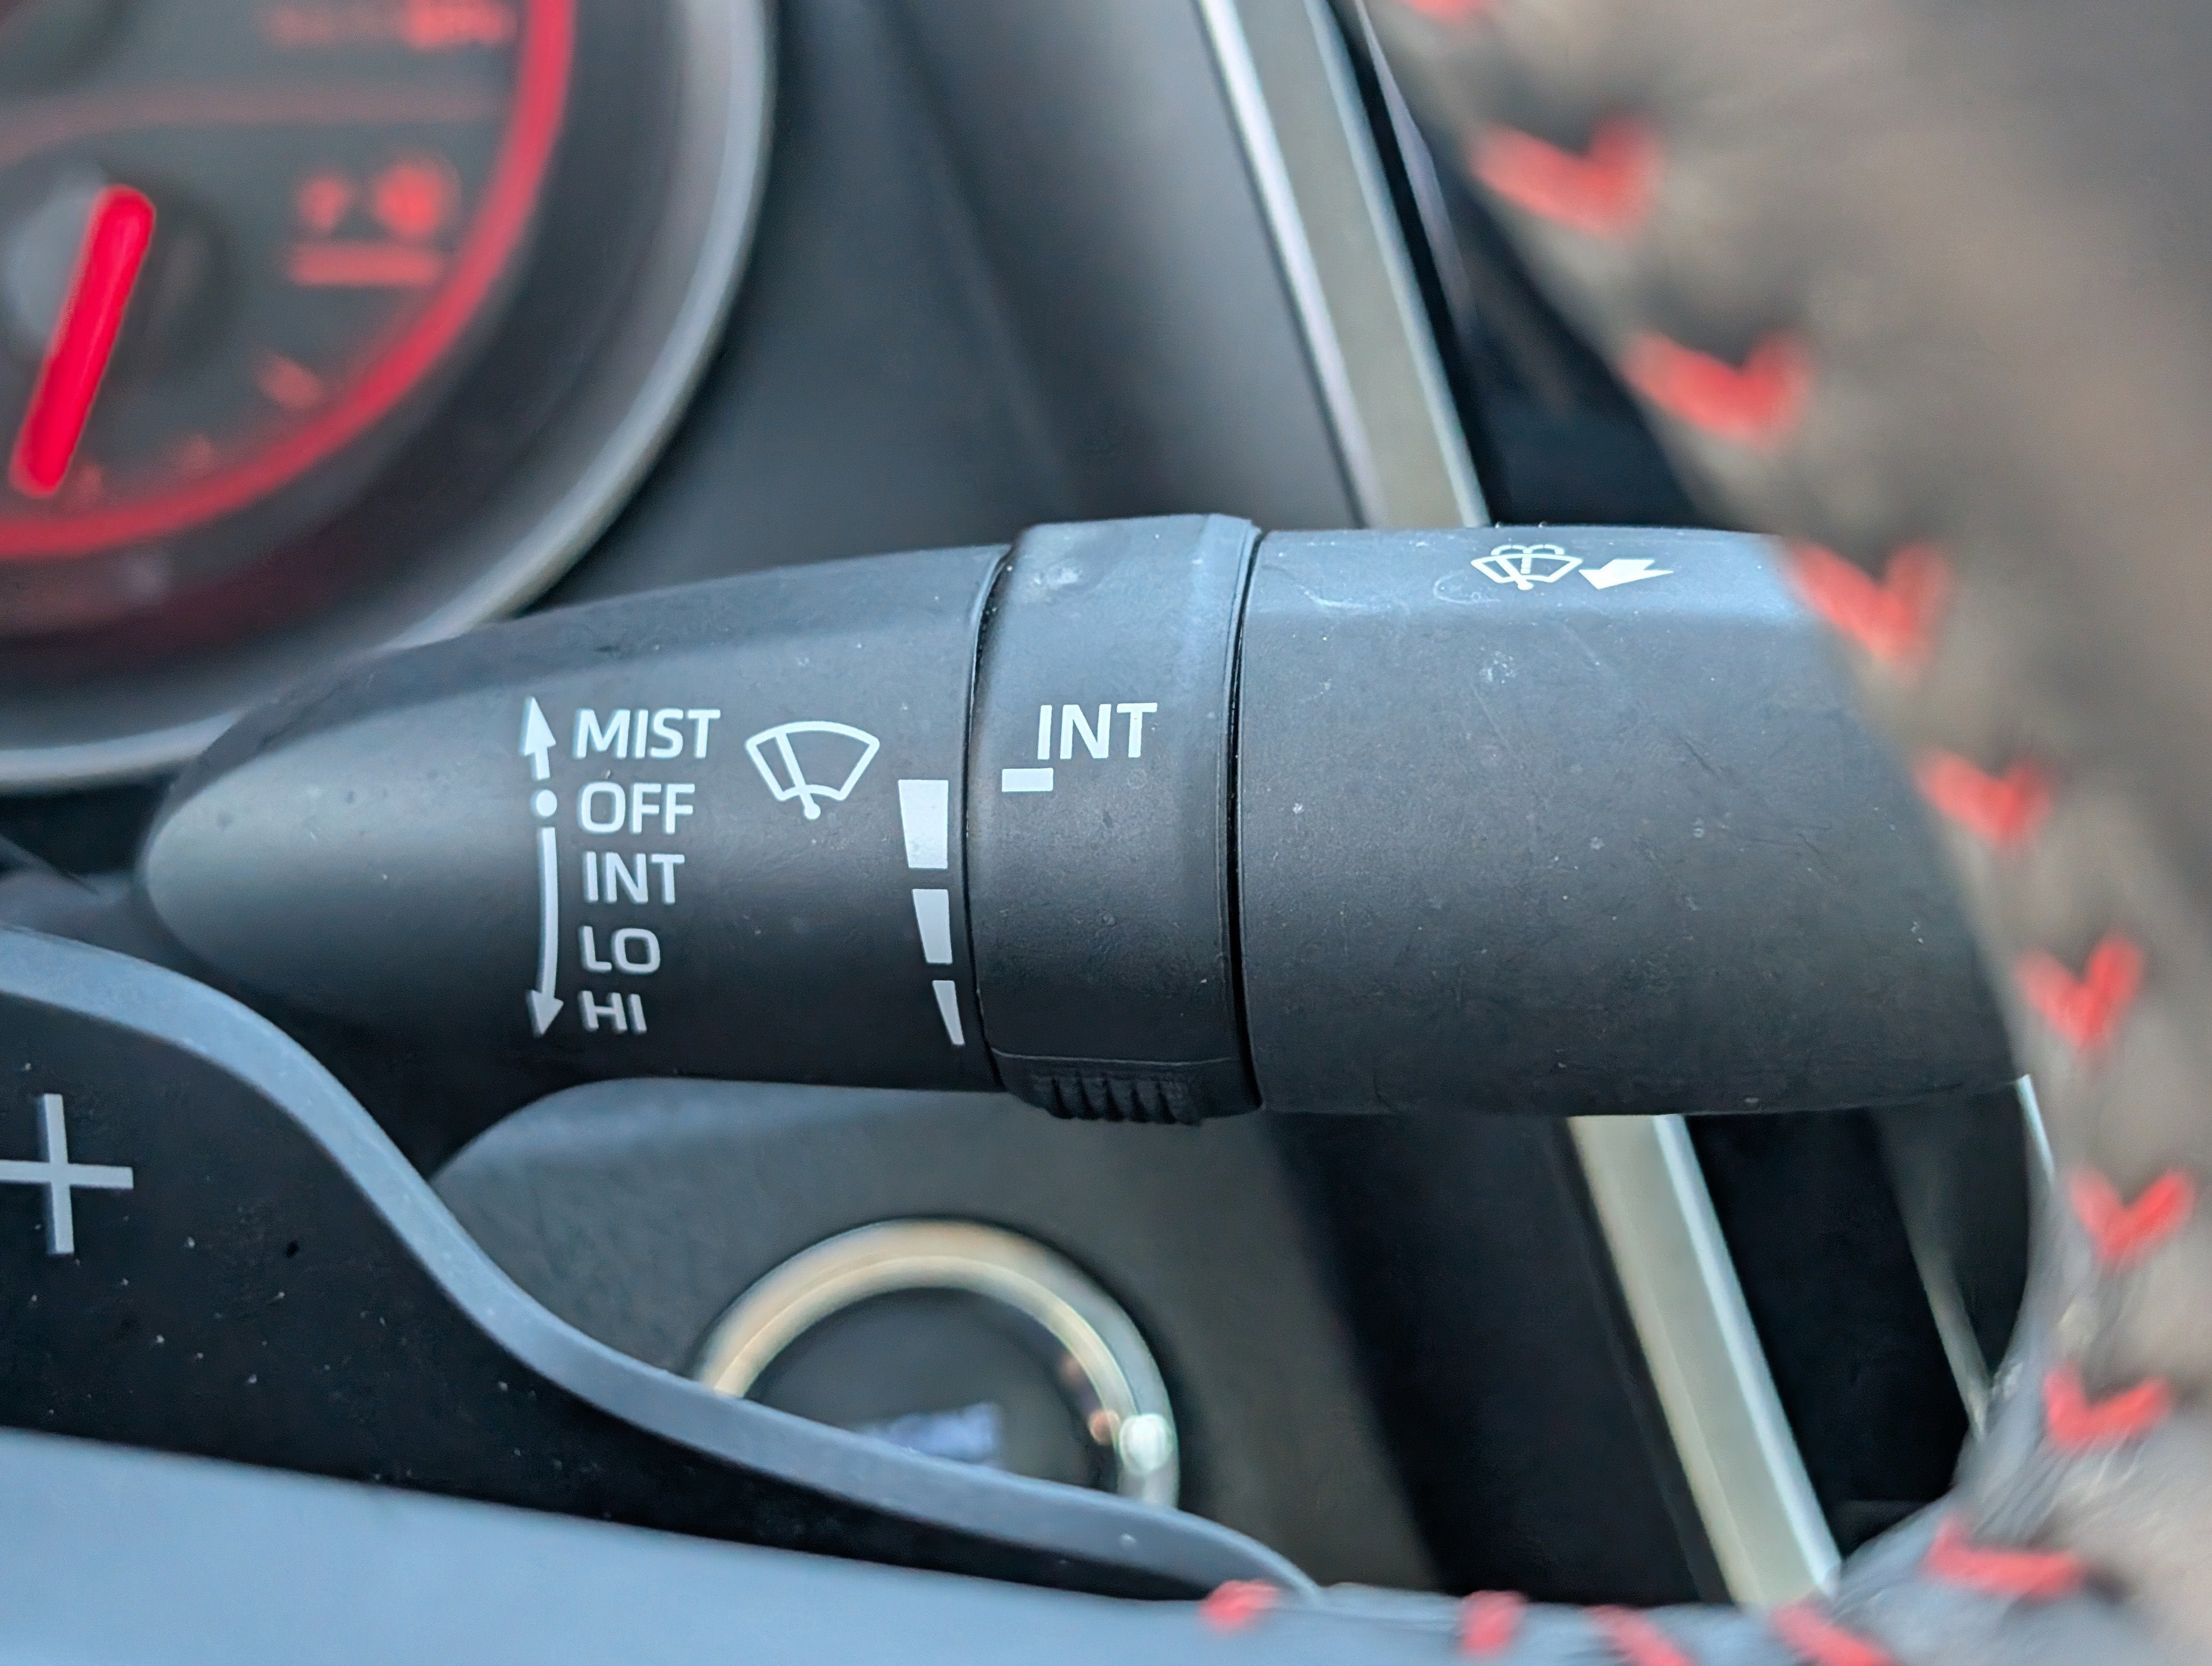 MIST
OFF
INT
LO
HI
INT
+